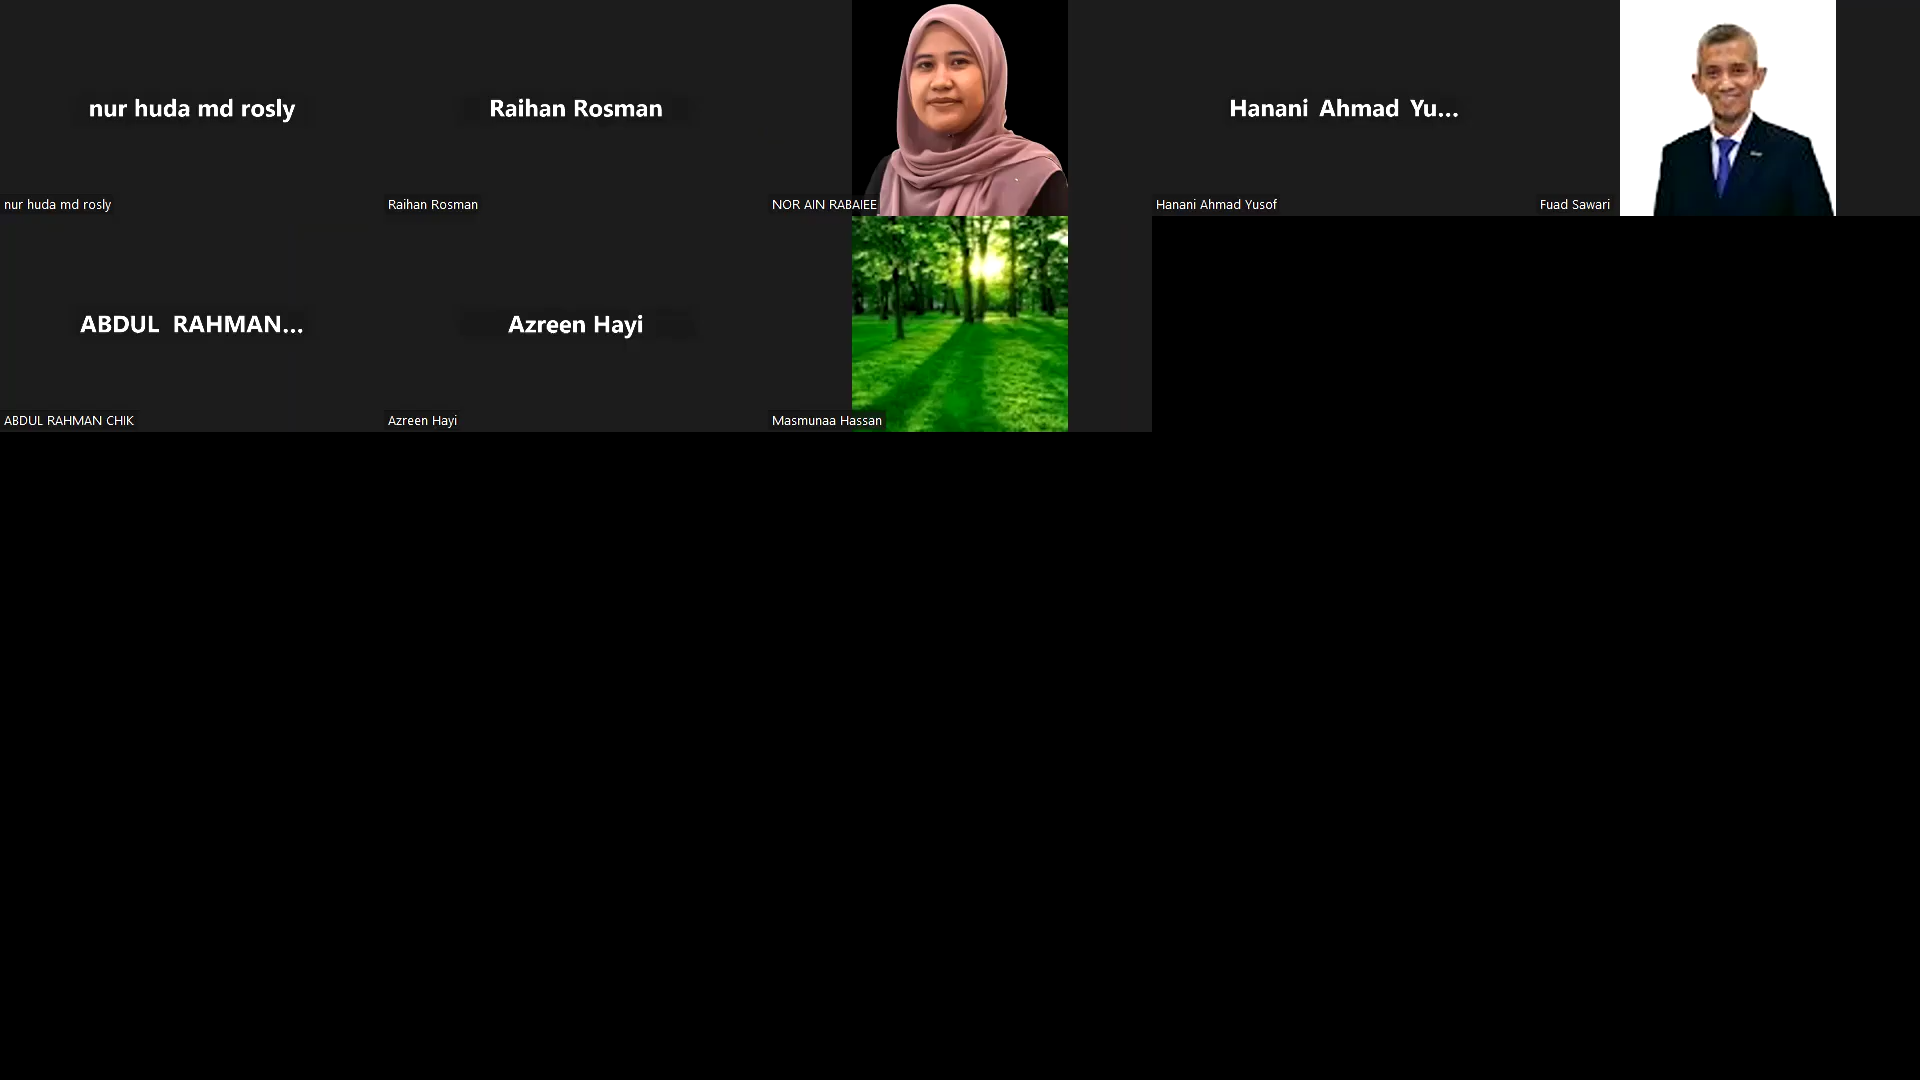 nur huda md rosly
Raihan Rosman
Hanani Ahmad Yu...
nur huda md rosly
Raihan Rosman
NOR AIN RABAIEE
Hanani Ahmad Yusof
Fuad Sawari
ABDUL RAHMAN...
Azreen Hayi
ABDUL RAHMAN CHIK
Azreen Hayi
Masmunaa Hassan